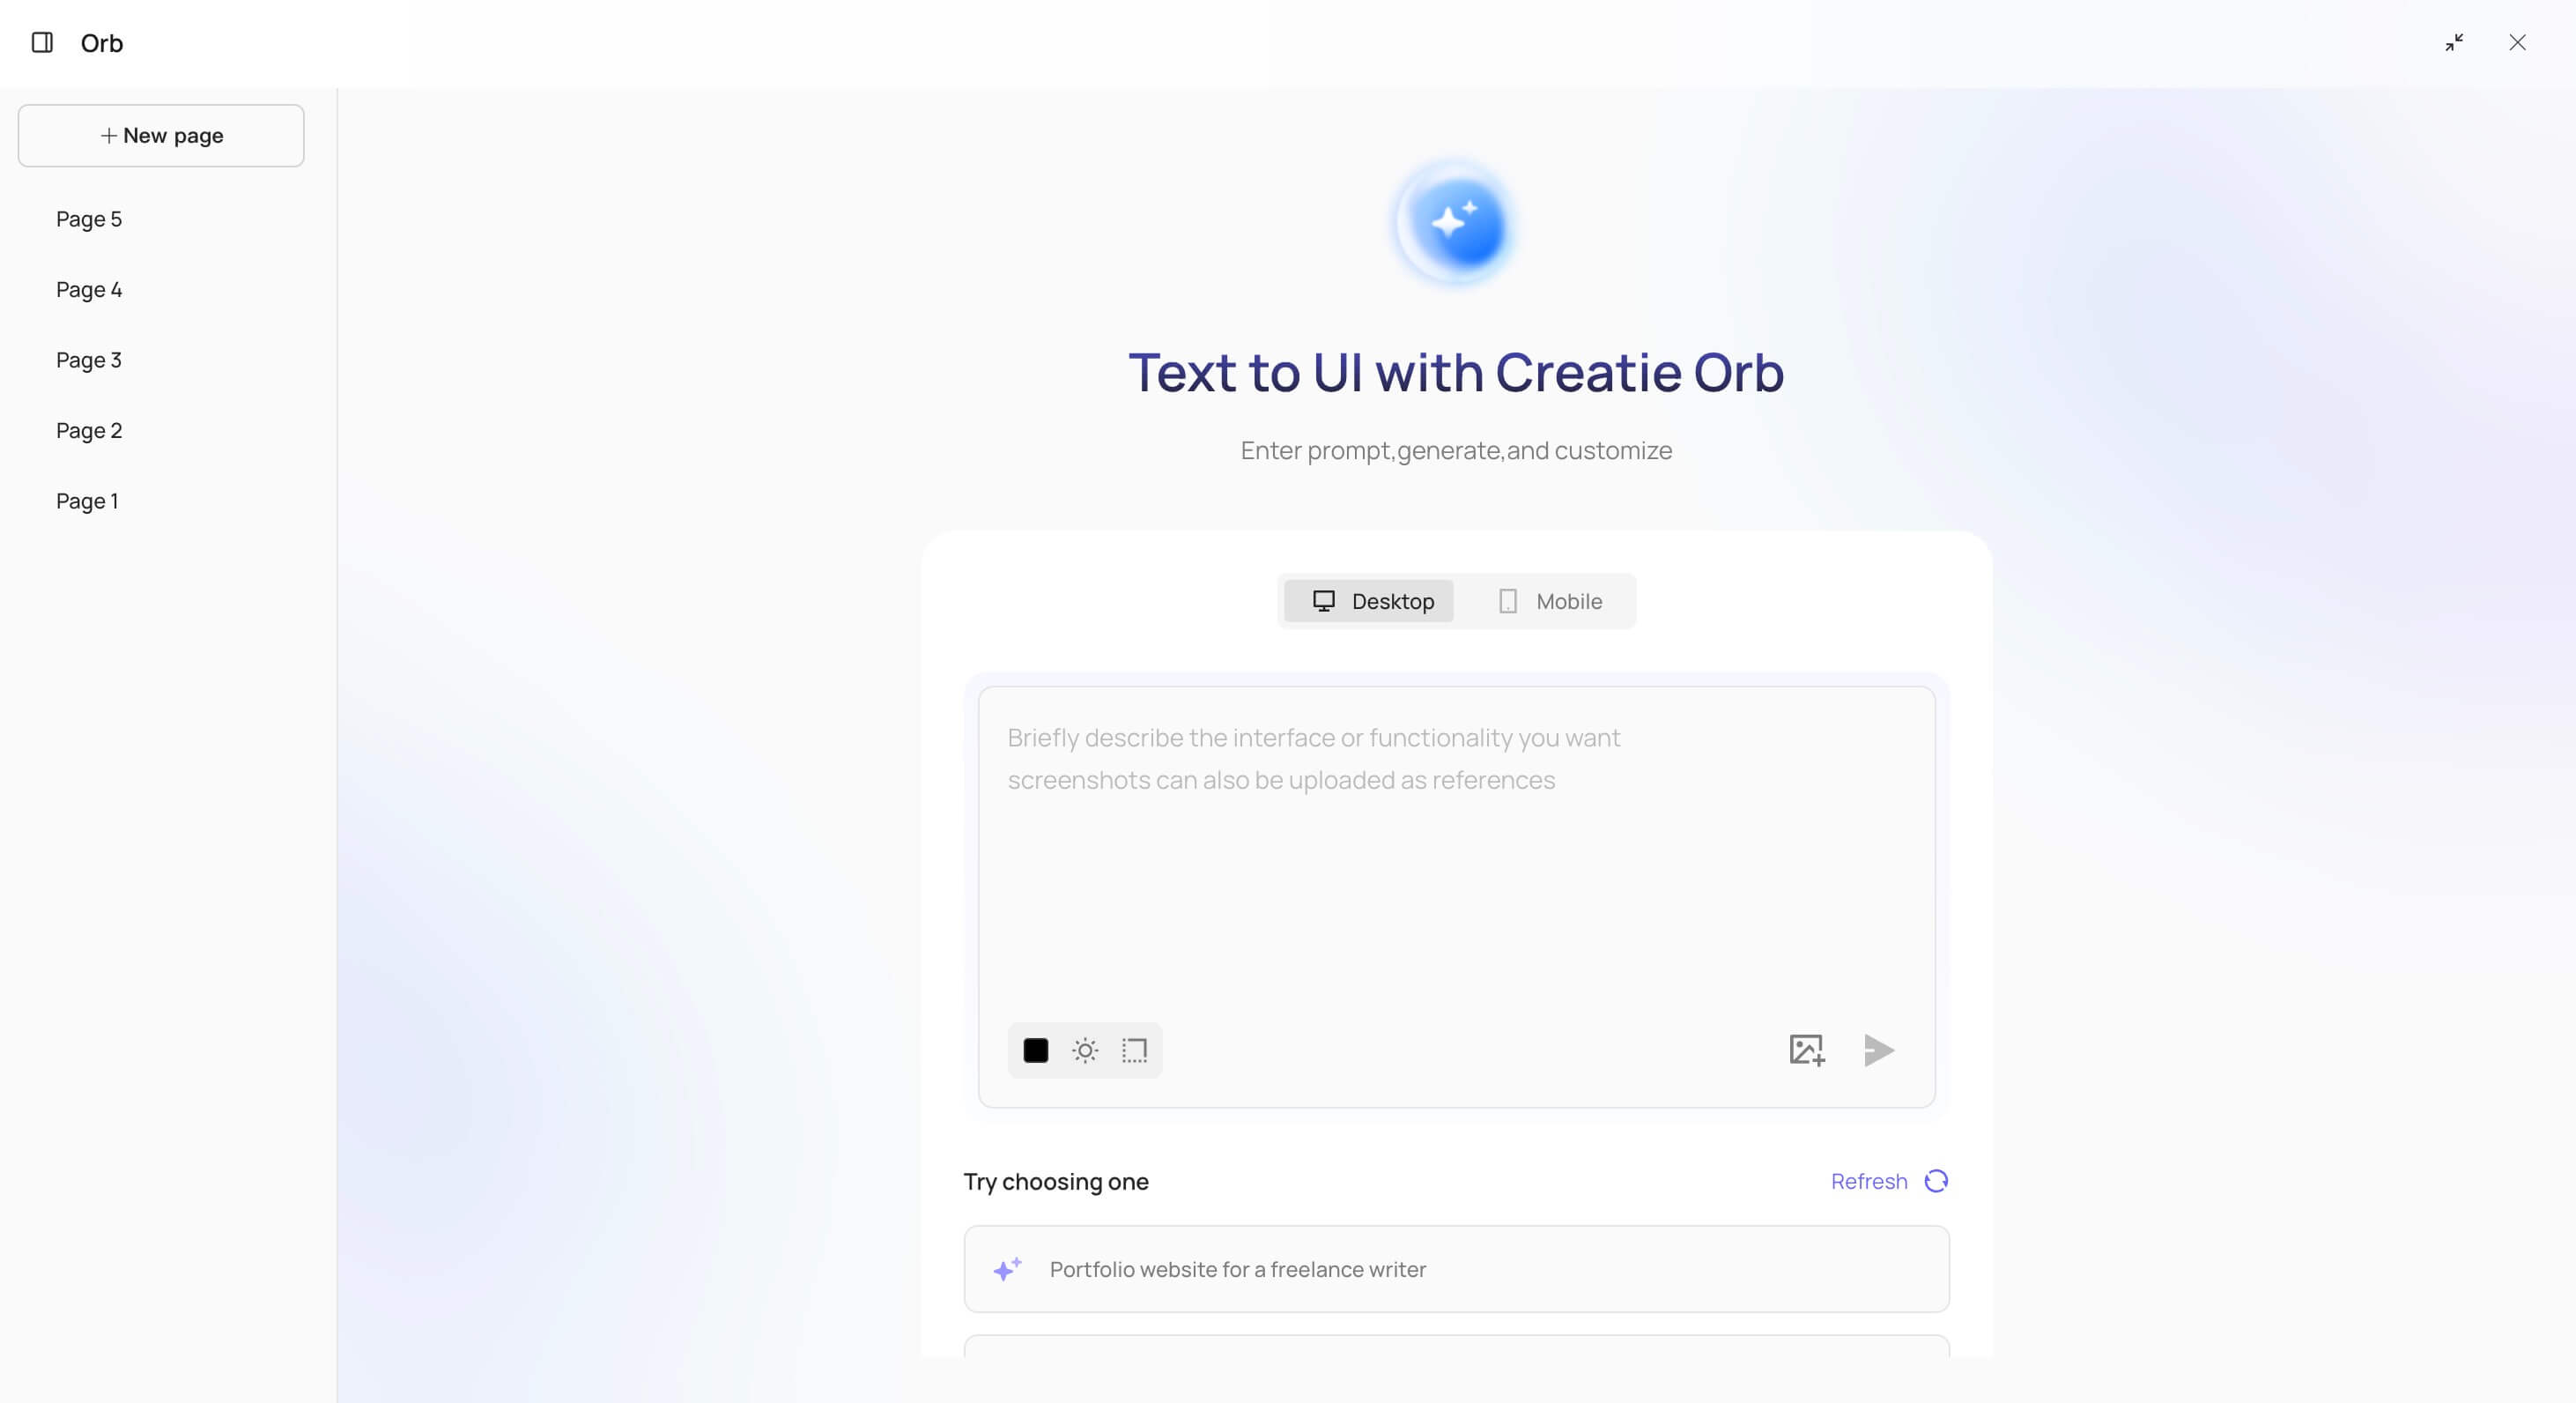 Orb
New page
Page 5
Page 4
Page 3
Page 2
Page 1
Text to UI with Creatie Orb
Enter prompt,generate,and customize
Desktop
Mobile
Briefly describe the interface or functionality you want
screenshots can also be uploaded as references
Try choosing one
Refresh
Portfolio website for a freelance writer